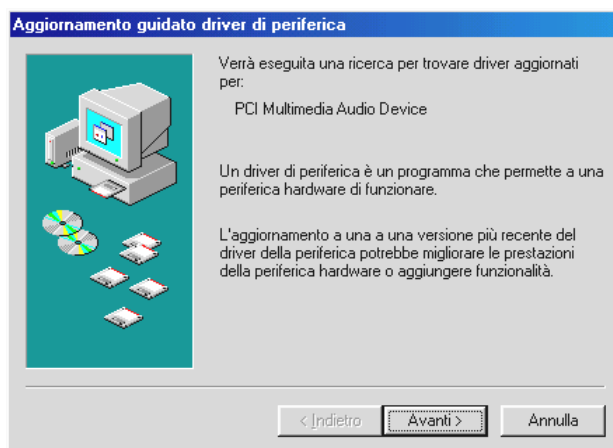 Aggiornamento guidato driver di periferica
Verrà eseguita una ricerca per trovare driver aggiornati
per:
PCI Multimedia Audio Device
Un driver di periferica è un programma che permette a una
periferica hardware di funzionare.
L'aggiornamento a una a una versione più recente del
driver della periferica potrebbe migliorare le prestazioni
della periferica hardware o aggiungere funzionalità.
< Indietro
Avanti >
Annulla